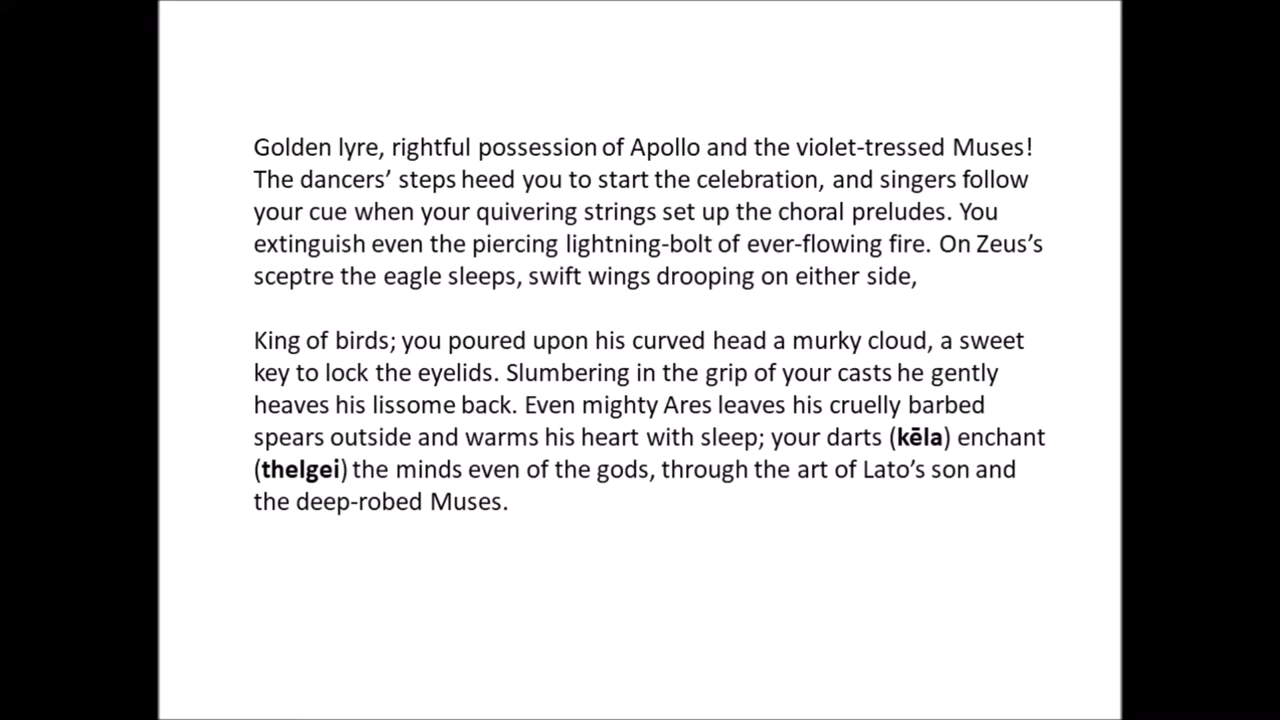 Golden lyre, rightful possession of Apollo and the violet-tressed Muses!
The dancers’ steps heed you to start the celebration, and singers follow
your cue when your quivering strings set up the choral preludes. You
extinguish even the piercing lightning-bolt of ever-flowing fire. On Zeus’s
sceptre the eagle sleeps, swift wings drooping on either side,
King of birds; you poured upon his curved head a murky cloud, a sweet
key to lock the eyelids. Slumbering in the grip of your casts he gently
heaves his lissome back. Even mighty Ares leaves his cruelly barbed
spears outside and warms his heart with sleep; your darts (kēla) enchant
(thelgei) the minds even of the gods, through the art of Lato’s son and
the deep-robed Muses.